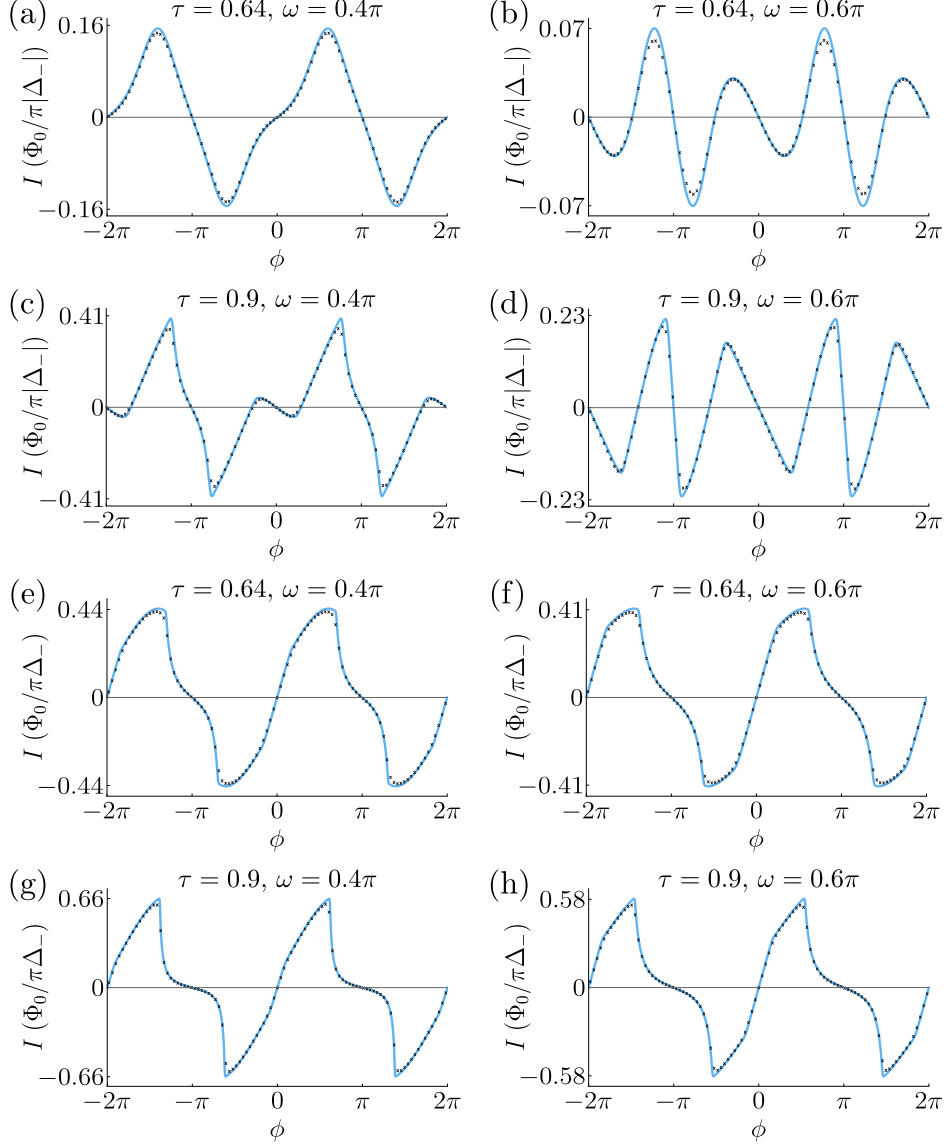 (a) τ = 0.64, ω = 0.4π
I (Φ₀/π|Δ₋|)
0.16
0
−0.16
−2π −π 0 π 2π
ϕ
(b) τ = 0.64, ω = 0.6π
I (Φ₀/π|Δ₋|)
0.07
0
−0.07
−2π −π 0 π 2π
ϕ
(c) τ = 0.9, ω = 0.4π
I (Φ₀/π|Δ₋|)
0.41
0
−0.41
−2π −π 0 π 2π
ϕ
(d) τ = 0.9, ω = 0.6π
I (Φ₀/π|Δ₋|)
0.23
0
−0.23
−2π −π 0 π 2π
ϕ
(e) τ = 0.64, ω = 0.4π
I (Φ₀/πΔ₋)
0.44
0
−0.44
−2π −π 0 π 2π
ϕ
(f) τ = 0.64, ω = 0.6π
I (Φ₀/πΔ₋)
0.41
0
−0.41
−2π −π 0 π 2π
ϕ
(g) τ = 0.9, ω = 0.4π
I (Φ₀/πΔ₋)
0.66
0
−0.66
−2π −π 0 π 2π
ϕ
(h) τ = 0.9, ω = 0.6π
I (Φ₀/πΔ₋)
0.58
0
−0.58
−2π −π 0 π 2π
ϕ